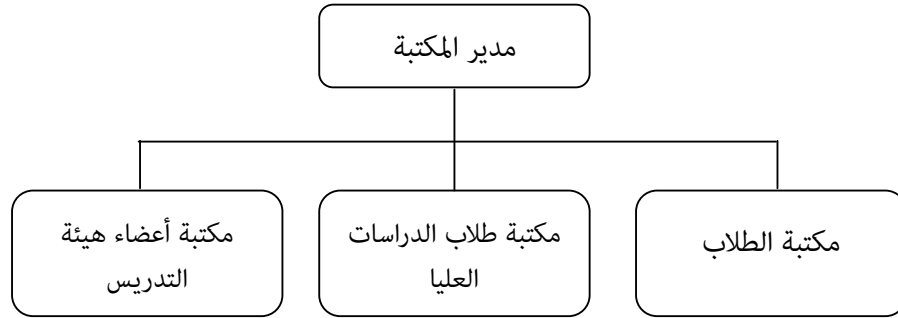 مدير المكتبة
مكتبة الطلاب
مكتبة طلاب الدراسات
العليا
مكتبة أعضاء هيئة
التدريس